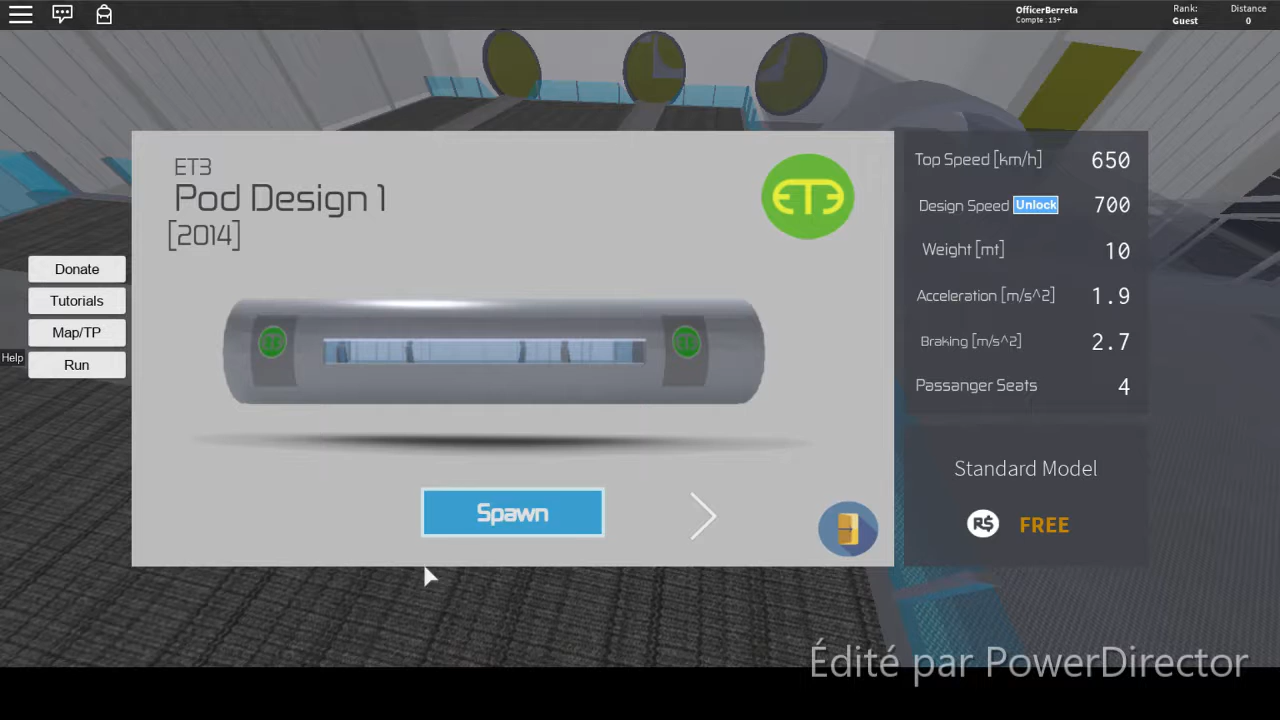 OfficerBerreta
Compte : 13+
Rank:
Guest
Distance
0
ET3
Pod Design 1
[2014]
ET3
Donate
Tutorials
Map/TP
Run
Help
Spawn
Top Speed [km/h] 650
Design Speed Unlock 700
Weight [mt] 10
Acceleration [m/s^2] 1.9
Braking [m/s^2] 2.7
Passanger Seats 4
Standard Model
R$ FREE
Édité par PowerDirector